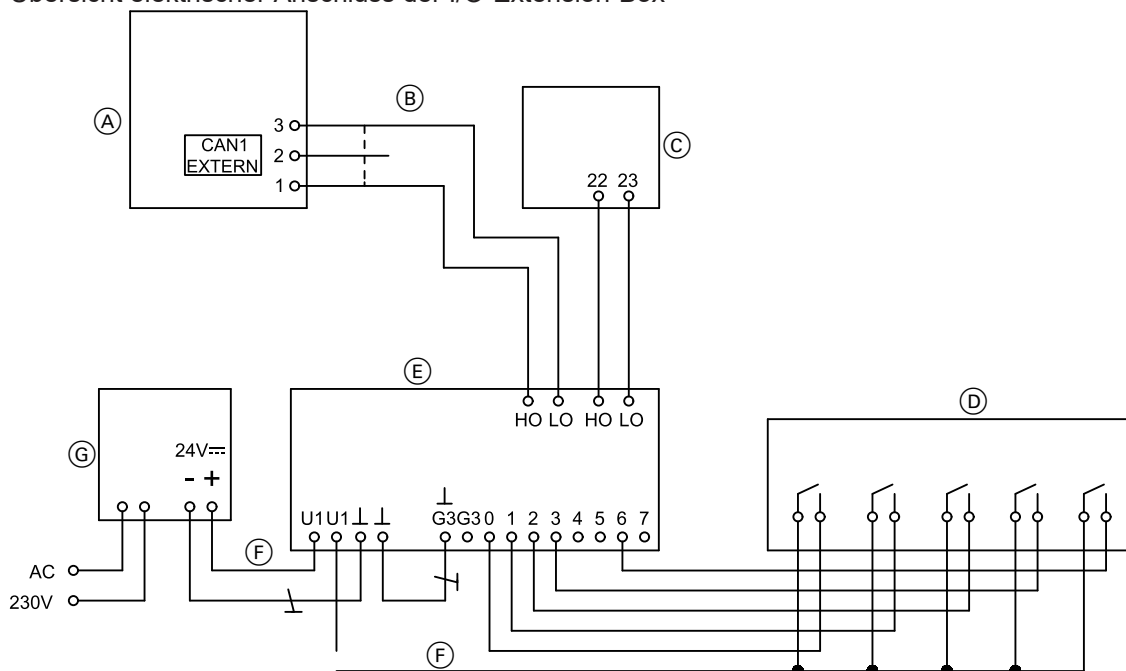 Übersicht elektrischer Anschluss der I/O Extension Box
A
B
3
CAN1
EXTERN
2
1
C
22 23
E
HO LO HO LO
D
G
24V
- +
U1 U1 G3 G3 0 1 2 3 4 5 6 7
F
AC
230V
F